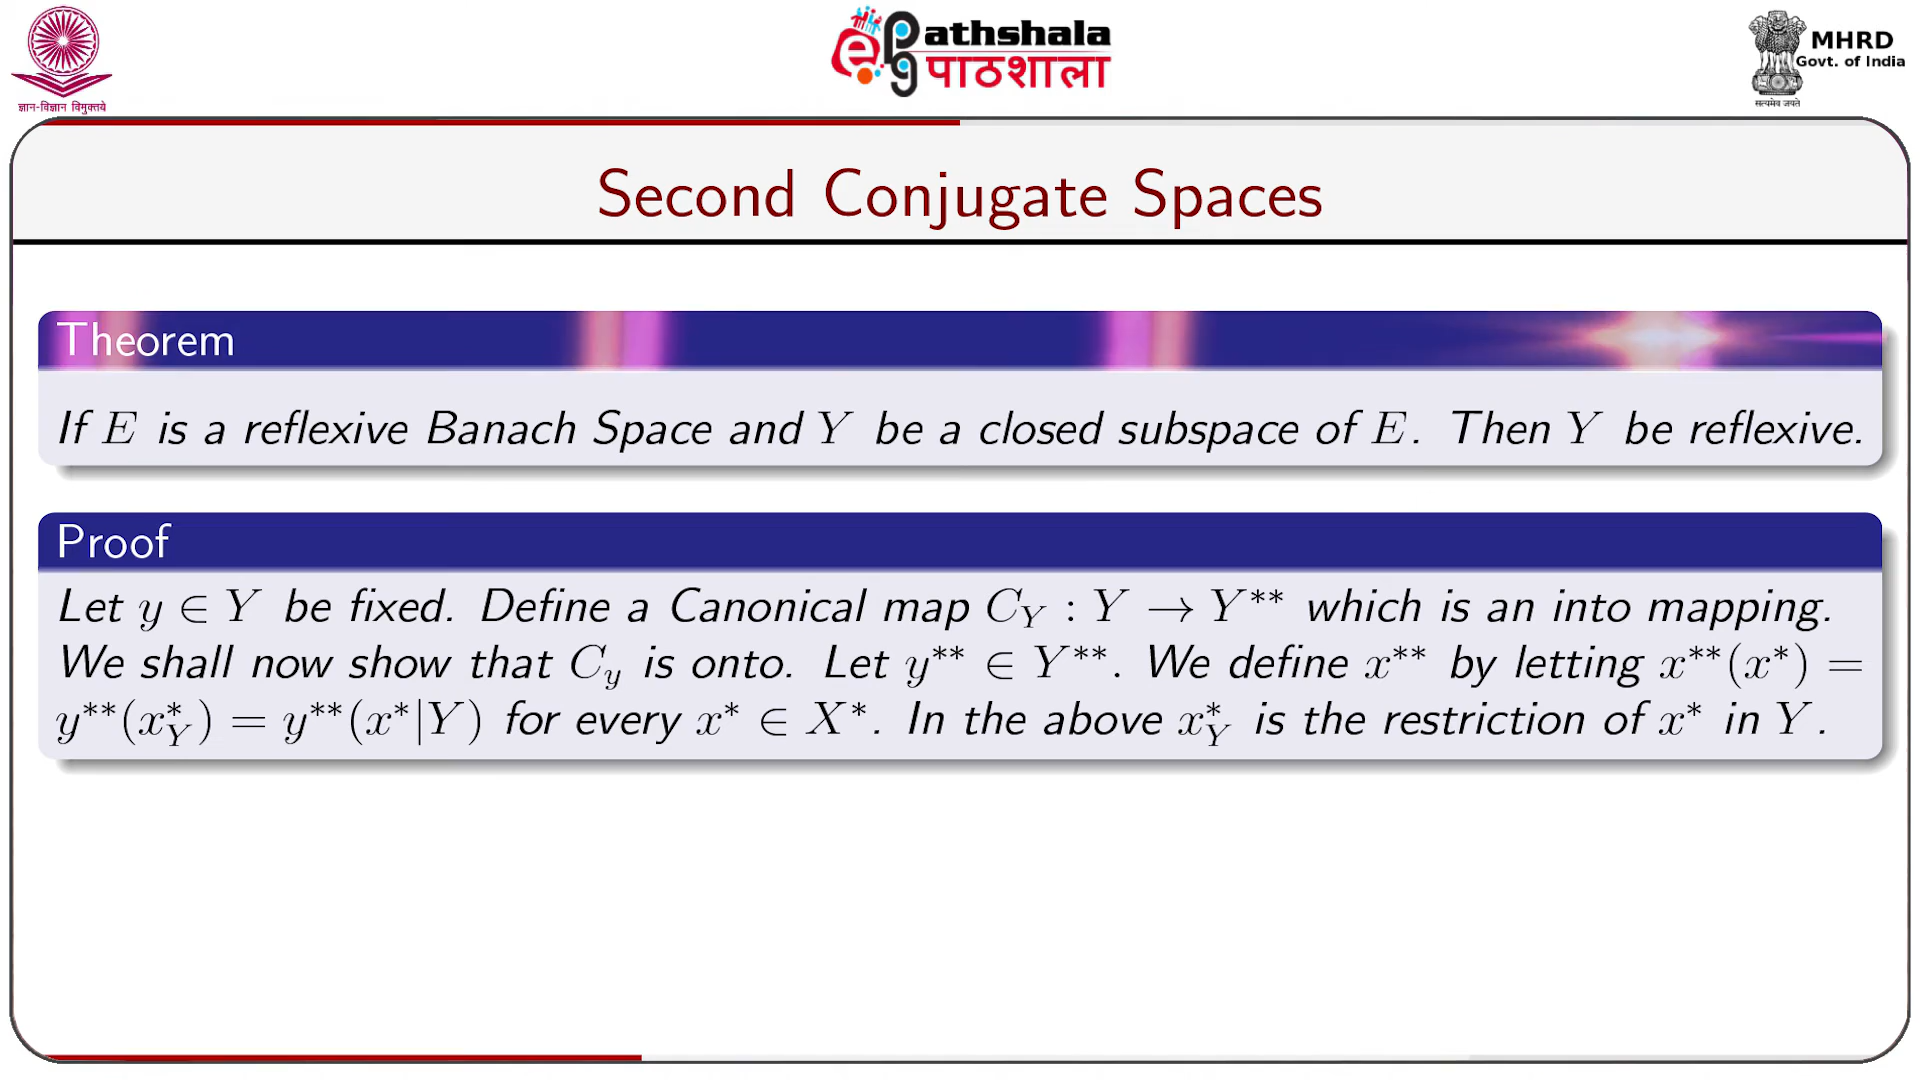 ज्ञान-विज्ञान विमुक्तये
ePathshala
पाठशाला
MHRD
Govt. of India
सत्यमेव जयते
Second Conjugate Spaces
Theorem
If E is a reflexive Banach Space and Y be a closed subspace of E. Then Y be reflexive.
Proof
Let y ∈ Y be fixed. Define a Canonical map C_Y : Y → Y** which is an into mapping.
We shall now show that C_y is onto. Let y** ∈ Y**. We define x** by letting x**(x*) =
y**(x*_Y) = y**(x*|Y) for every x* ∈ X*. In the above x*_Y is the restriction of x* in Y.